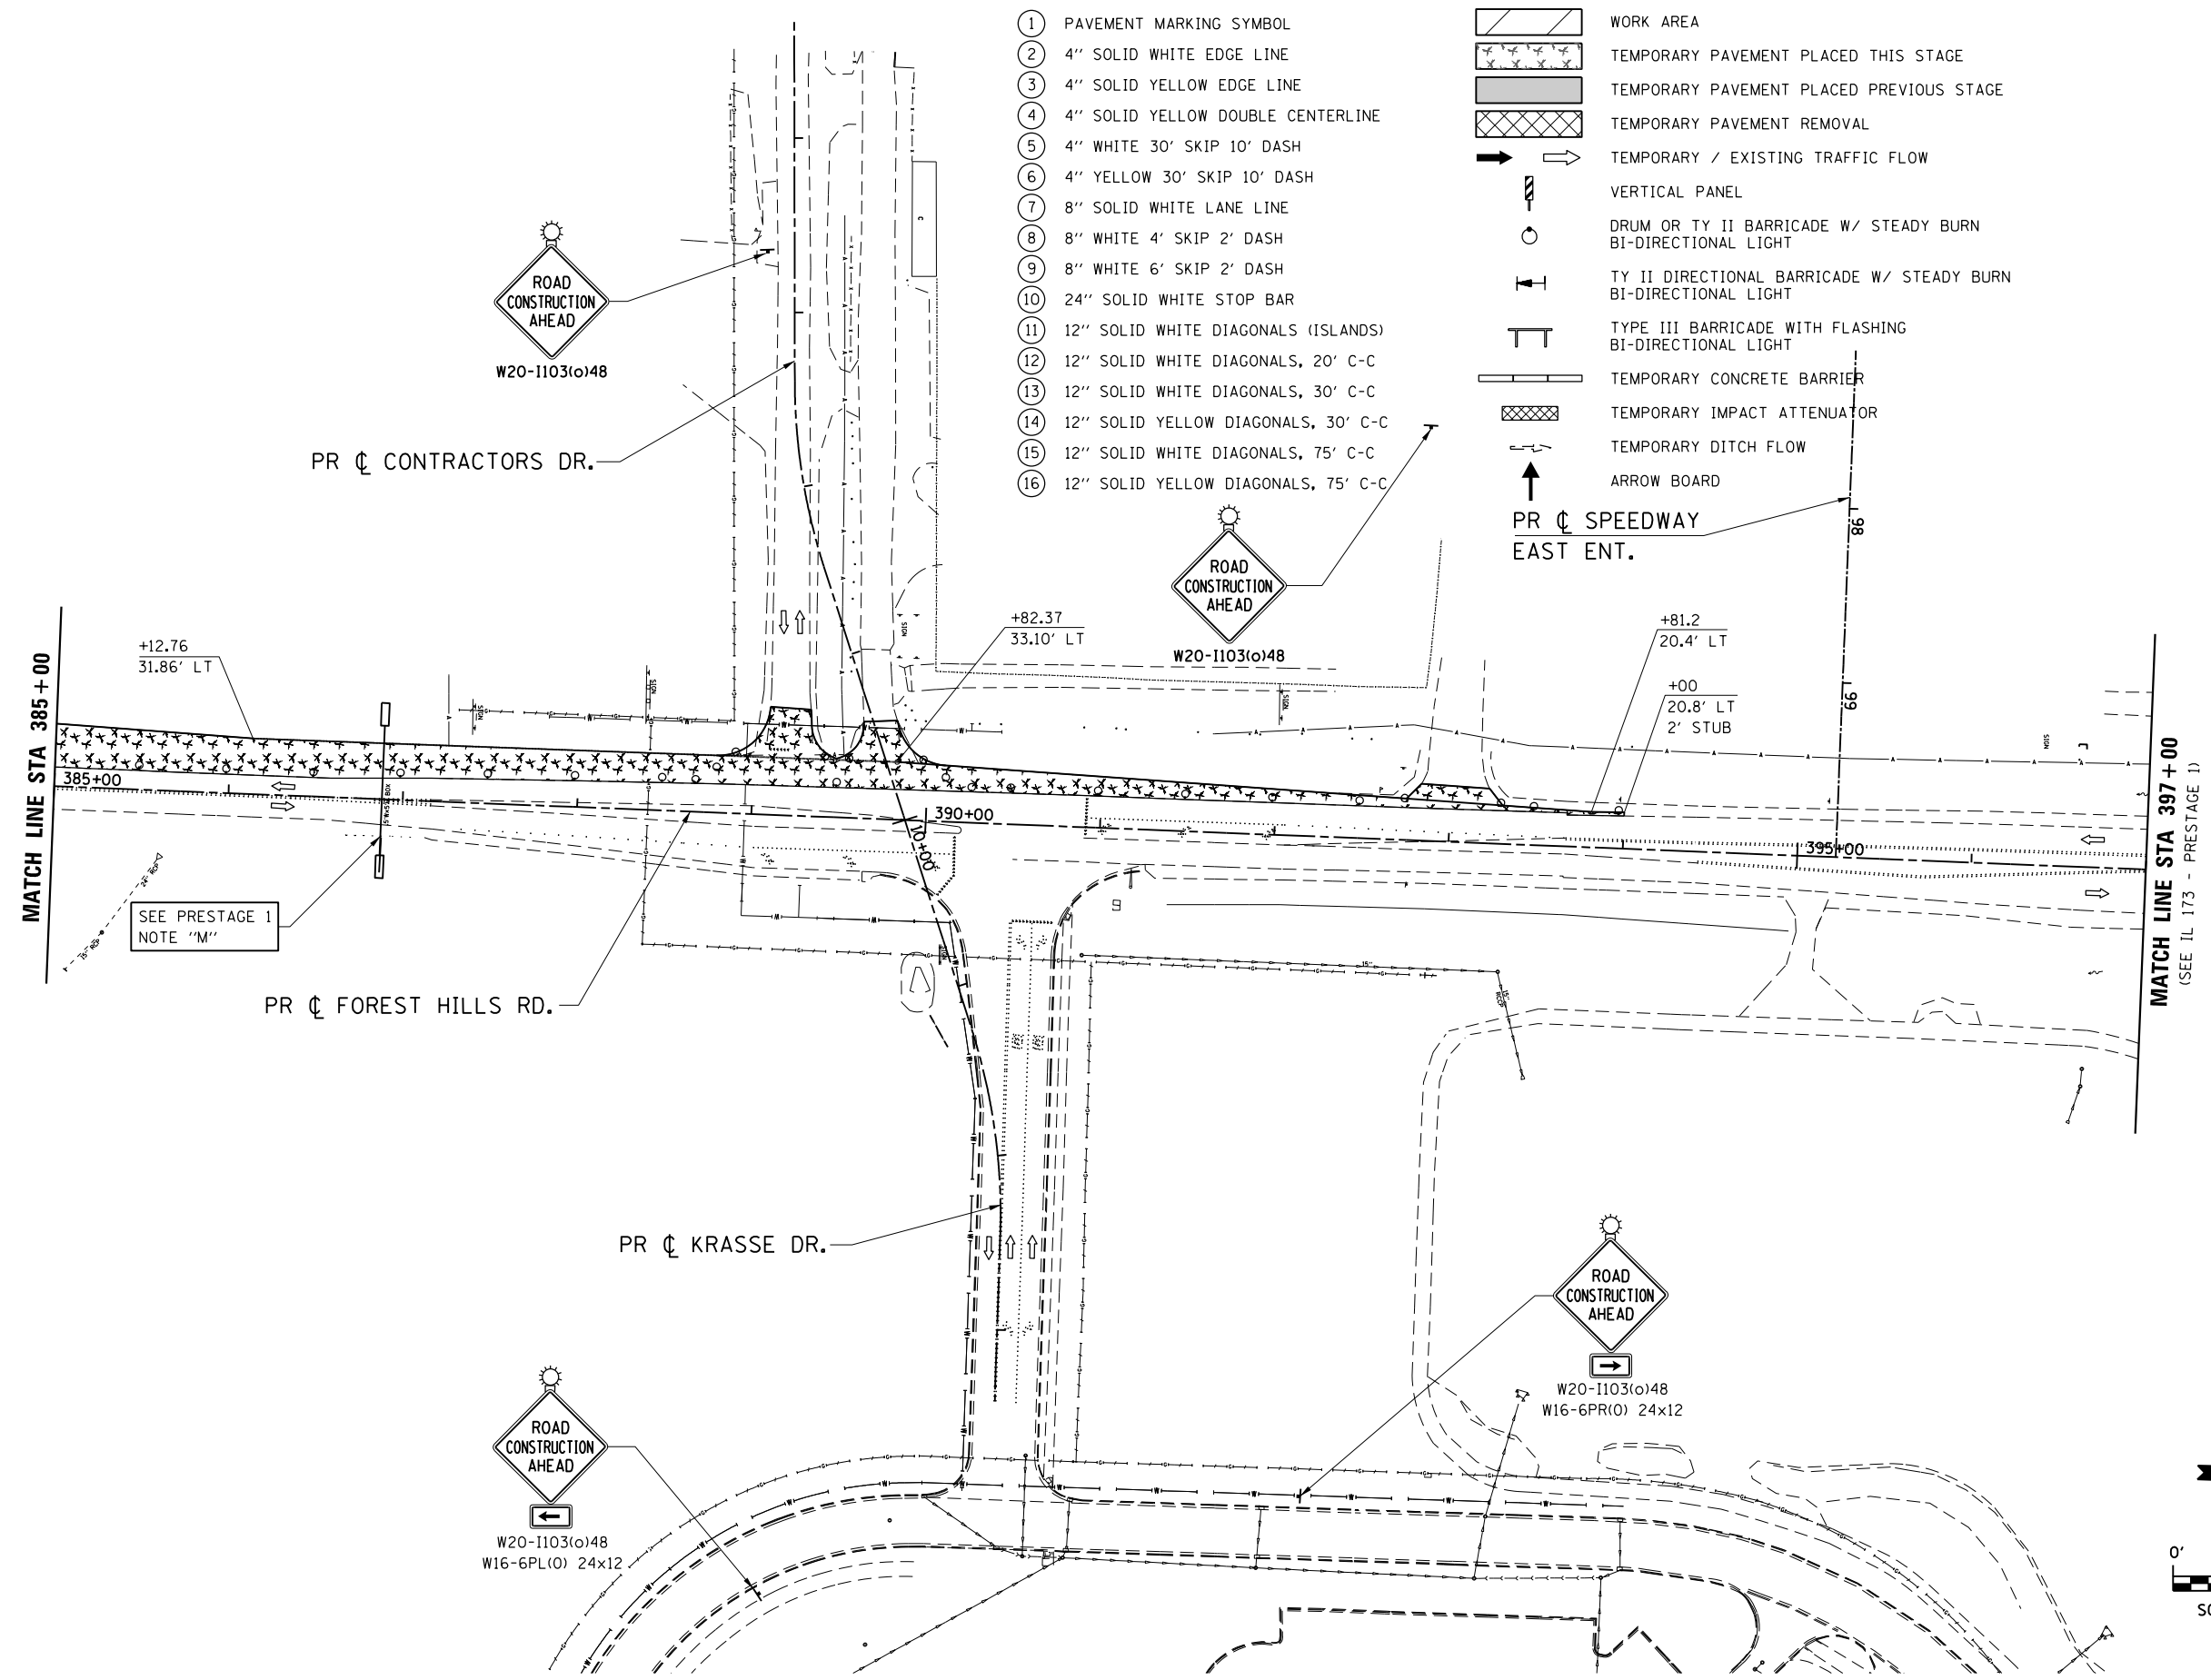 1 PAVEMENT MARKING SYMBOL
2 4'' SOLID WHITE EDGE LINE
3 4'' SOLID YELLOW EDGE LINE
4 4'' SOLID YELLOW DOUBLE CENTERLINE
5 4'' WHITE 30' SKIP 10' DASH
6 4'' YELLOW 30' SKIP 10' DASH
7 8'' SOLID WHITE LANE LINE
8 8'' WHITE 4' SKIP 2' DASH
9 8'' WHITE 6' SKIP 2' DASH
10 24'' SOLID WHITE STOP BAR
11 12'' SOLID WHITE DIAGONALS (ISLANDS)
12 12'' SOLID WHITE DIAGONALS, 20' C-C
13 12'' SOLID WHITE DIAGONALS, 30' C-C
14 12'' SOLID YELLOW DIAGONALS, 30' C-C
15 12'' SOLID WHITE DIAGONALS, 75' C-C
16 12'' SOLID YELLOW DIAGONALS, 75' C-C
WORK AREA
TEMPORARY PAVEMENT PLACED THIS STAGE
TEMPORARY PAVEMENT PLACED PREVIOUS STAGE
TEMPORARY PAVEMENT REMOVAL
TEMPORARY / EXISTING TRAFFIC FLOW
VERTICAL PANEL
DRUM OR TY II BARRICADE W/ STEADY BURN
BI-DIRECTIONAL LIGHT
TY II DIRECTIONAL BARRICADE W/ STEADY BURN
BI-DIRECTIONAL LIGHT
TYPE III BARRICADE WITH FLASHING
BI-DIRECTIONAL LIGHT
TEMPORARY CONCRETE BARRIER
TEMPORARY IMPACT ATTENUATOR
TEMPORARY DITCH FLOW
ARROW BOARD
ROAD
CONSTRUCTION
AHEAD
W20-I103(o)48
PR ℄ CONTRACTORS DR.
PR ℄ SPEEDWAY
EAST ENT.
98
99
ROAD
CONSTRUCTION
AHEAD
W20-I103(o)48
+12.76
31.86' LT
+82.37
33.10' LT
+81.2
20.4' LT
+00
20.8' LT
2' STUB
MATCH LINE STA 385+00
385+00
390+00
10+00
395+00
MATCH LINE STA 397+00
(SEE IL 173 - PRESTAGE 1)
SIGN
SIGN
SIGN
SIGN
SIGN
SIGN
24" RCP
15" RCP
SEE PRESTAGE 1
NOTE "M"
PR ℄ FOREST HILLS RD.
15"
15"
RCCP
PR ℄ KRASSE DR.
ROAD
CONSTRUCTION
AHEAD
W20-I103(o)48
W16-6PR(O) 24x12
ROAD
CONSTRUCTION
AHEAD
W20-I103(o)48
W16-6PL(O) 24x12
0'